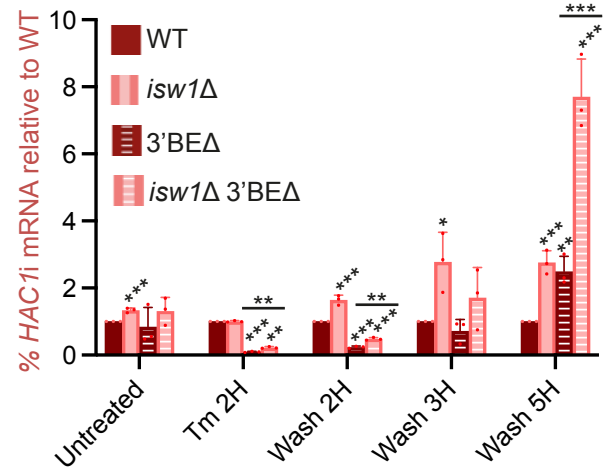 % HAC1i mRNA relative to WT
10
8
6
4
2
0
WT
isw1Δ
3'BEΔ
isw1Δ 3'BEΔ
***
***
***
**
**
***
***
**
***
***
*
***
**
Untreated
Tm 2H
Wash 2H
Wash 3H
Wash 5H